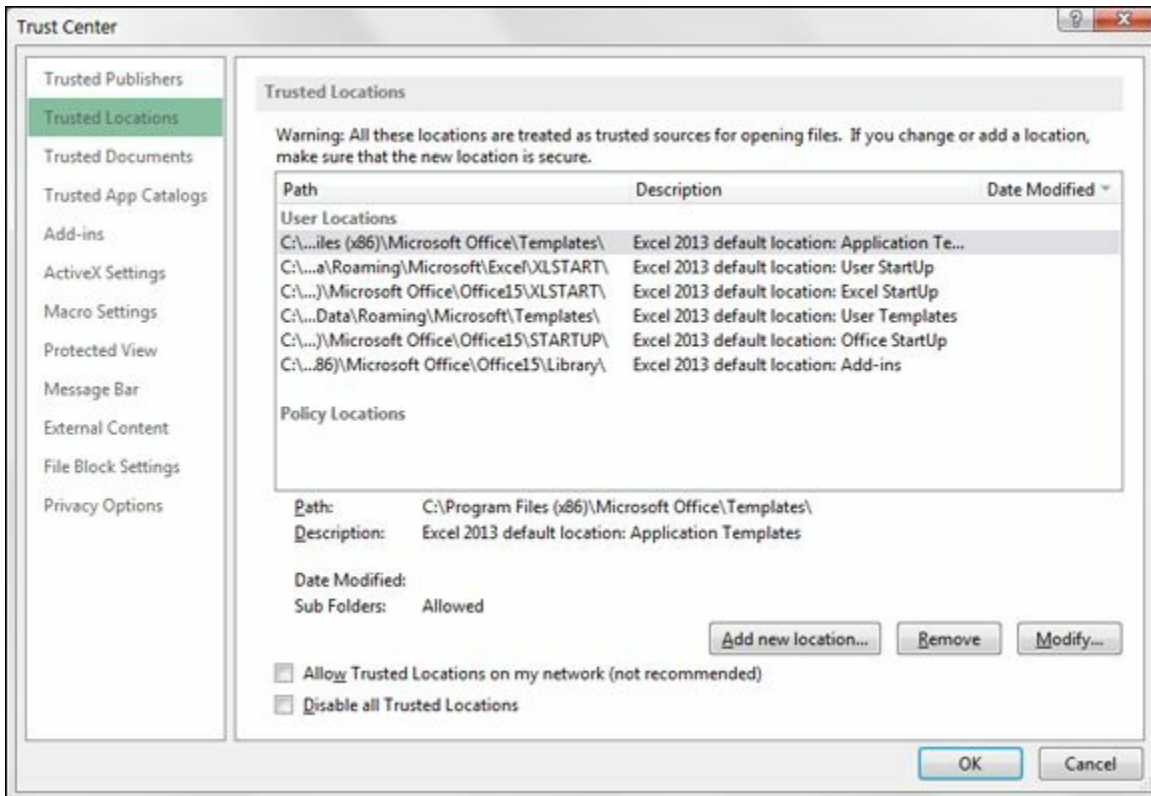 Trust Center
Trusted Publishers
Trusted Locations
Trusted Documents
Trusted App Catalogs
Add-ins
ActiveX Settings
Macro Settings
Protected View
Message Bar
External Content
File Block Settings
Privacy Options
Trusted Locations
Warning: All these locations are treated as trusted sources for opening files. If you change or add a location,
make sure that the new location is secure.
Path Description Date Modified
User Locations
C:\...iles (x86)\Microsoft Office\Templates\ Excel 2013 default location: Application Te...
C:\...a\Roaming\Microsoft\Excel\XLSTART\ Excel 2013 default location: User StartUp
C:\...)\Microsoft Office\Office15\XLSTART\ Excel 2013 default location: Excel StartUp
C:\...Data\Roaming\Microsoft\Templates\ Excel 2013 default location: User Templates
C:\...)\Microsoft Office\Office15\STARTUP\ Excel 2013 default location: Office StartUp
C:\...86)\Microsoft Office\Office15\Library\ Excel 2013 default location: Add-ins
Policy Locations
Path: C:\Program Files (x86)\Microsoft Office\Templates\
Description: Excel 2013 default location: Application Templates
Date Modified:
Sub Folders: Allowed
Add new location... Remove Modify...
Allow Trusted Locations on my network (not recommended)
Disable all Trusted Locations
OK Cancel